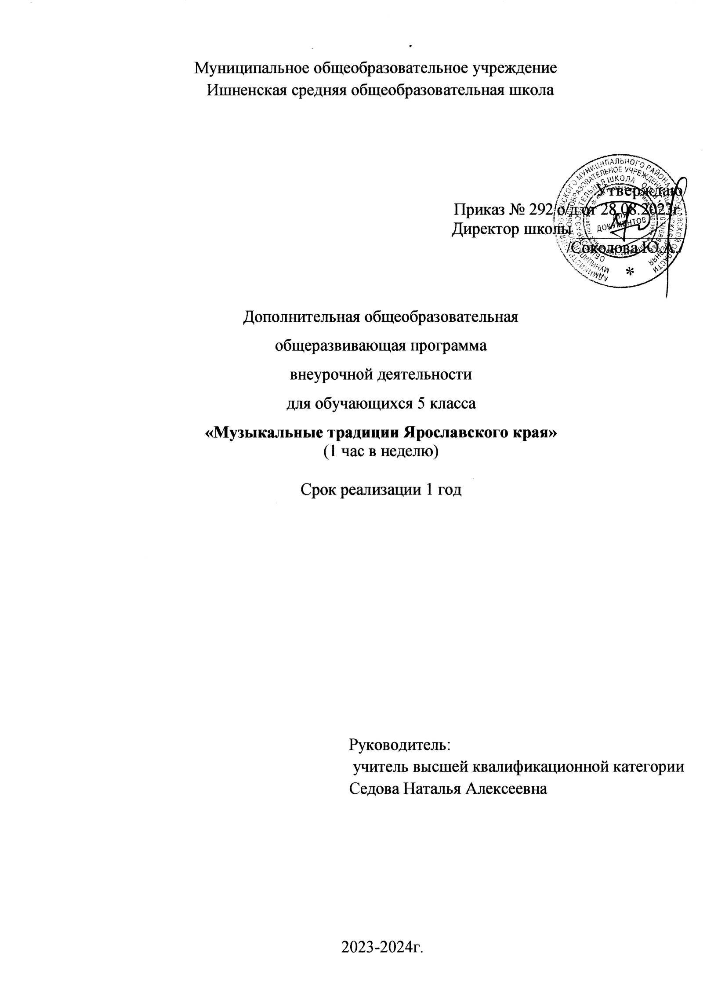 Муниципальное общеобразовательное учреждение
Ишненская средняя общеобразовательная школа
Утверждаю
Приказ № 292 о/д от 28.08.2023г.
Директор школы
/Соколова Ю.А./
ДЛЯ
ДОКУМЕНТОВ
Дополнительная общеобразовательная
общеразвивающая программа
внеурочной деятельности
для обучающихся 5 класса
«Музыкальные традиции Ярославского края»
(1 час в неделю)
Срок реализации 1 год
Руководитель:
учитель высшей квалификационной категории
Седова Наталья Алексеевна
2023-2024г.